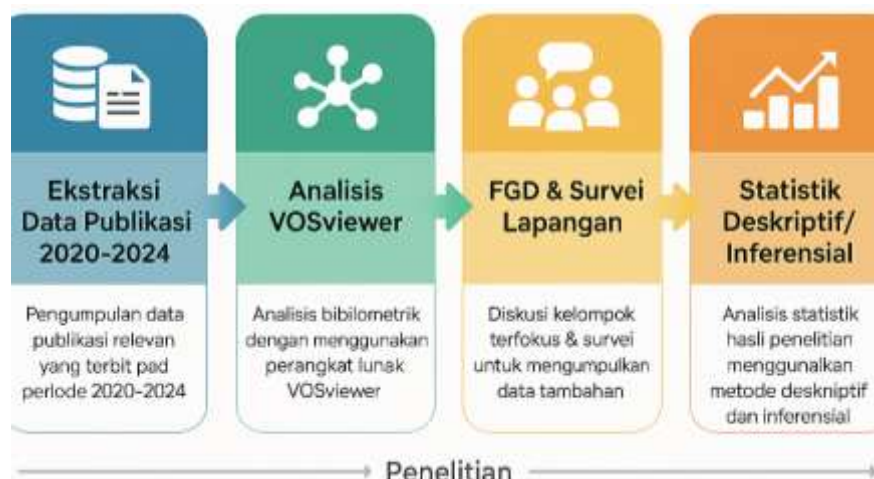 Ekstraksi
Data Publikasi
2020-2024
Pengumpulan data
publikasi relevan
yang terbit pad
periode 2020-2024
Analisis
VOSviewer
Analisis bibilometrik
dengan menggunakan
perangkat lunak
VOSviewer
FGD & Survei
Lapangan
Diskusi kelompok
terfokus & survei
untuk mengumpulkan
data tambahan
Statistik
Deskriptif/
Inferensial
Analisis statistik
hasli penelitian
menggunalkan
metode deskniptif
dan inferensial
Penelitian